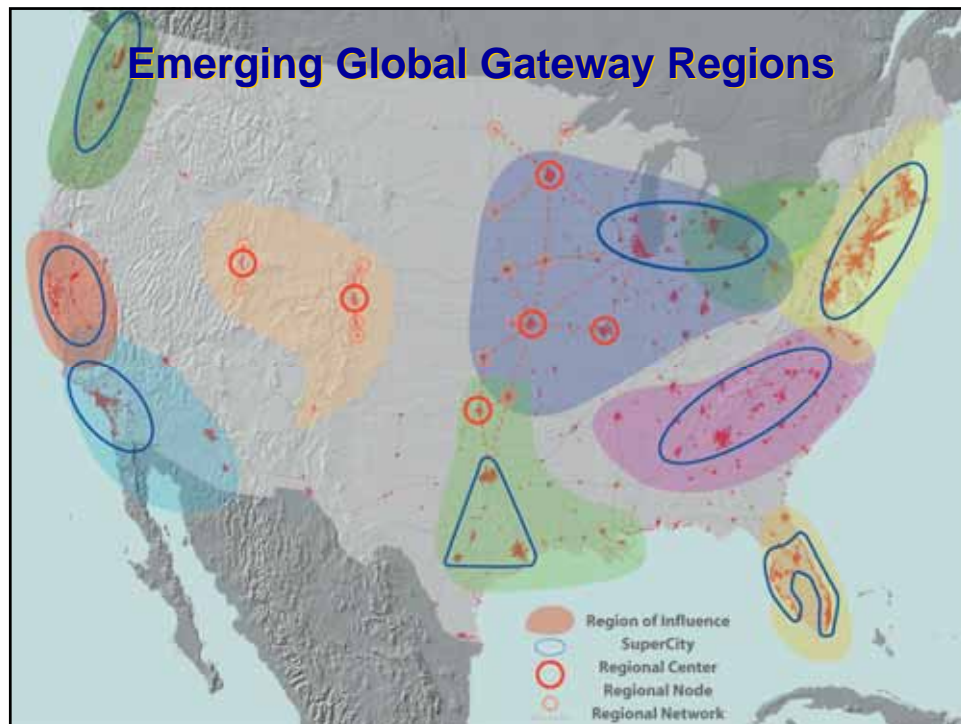 Emerging Global Gateway Regions
Region of Influence
SuperCity
Regional Center
Regional Node
Regional Network